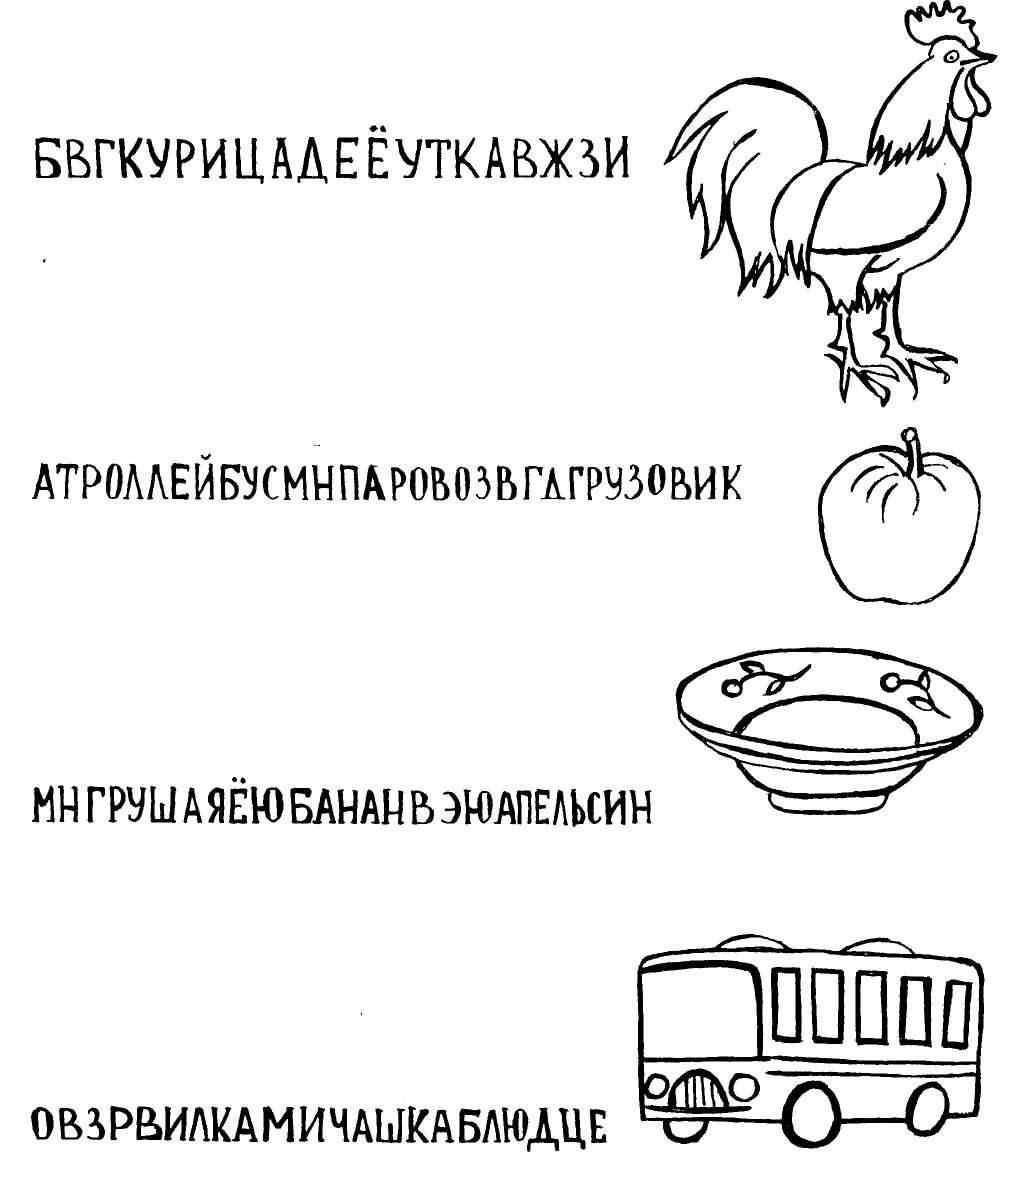 БВГКУРИЦАДЕЁУТКАВЖЗИ
АТРОЛЛЕЙБУСМНПАРОВОЗВГДГРУЗОВИК
МНГРУШАЯЁЮБАНАНВЭЮАПЕЛЬСИН
ОВЗРВИЛКАМИЧАШКАБЛЮДЦЕ